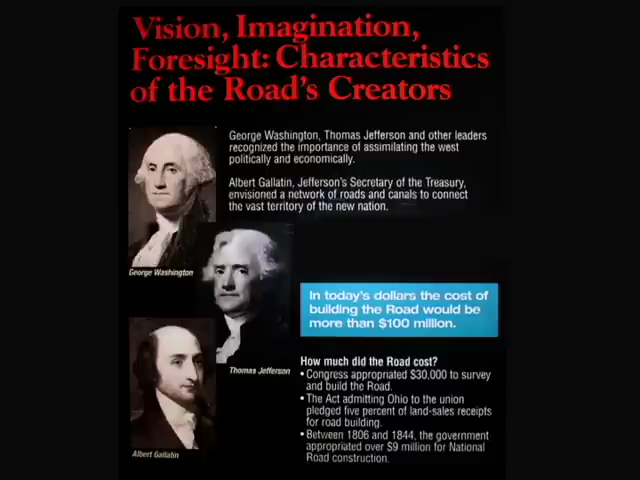 Vision, Imagination,
Foresight: Characteristics
of the Road's Creators
George Washington, Thomas Jefferson and other leaders
recognized the importance of assimilating the west
politically and economically.
Albert Gallatin, Jefferson's Secretary of the Treasury,
envisioned a network of roads and canals to connect
the vast territory of the new nation.
George Washington
Thomas Jefferson
Albert Gallatin
In today's dollars the cost of
building the Road would be
more than $100 million.
How much did the Road cost?
• Congress appropriated $30,000 to survey
and build the Road.
• The Act admitting Ohio to the union
pledged five percent of land-sales receipts
for road building.
• Between 1806 and 1844, the government
appropriated over $9 million for National
Road construction.